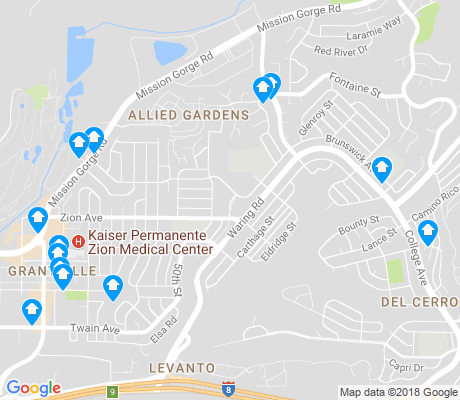 Mission Gorge Rd
Laramie Way
Red River Dr
Mission Gorge Rd
Fontaine St
ALLIED GARDENS
Glenroy St
Brunswick Av
Mission Gorge Rd
Camino Rico
Zion Ave
Waring Rd
Bounty St
Kaiser Permanente
Zion Medical Center
H
Carthage St
Eldridge St
Lance St
College Ave
GRANTVILLE
50th St
DEL CERRO
Elsa Rd
Twain Ave
LEVANTO
Capri Dr
Google
9
8
Map data ©2018 Google